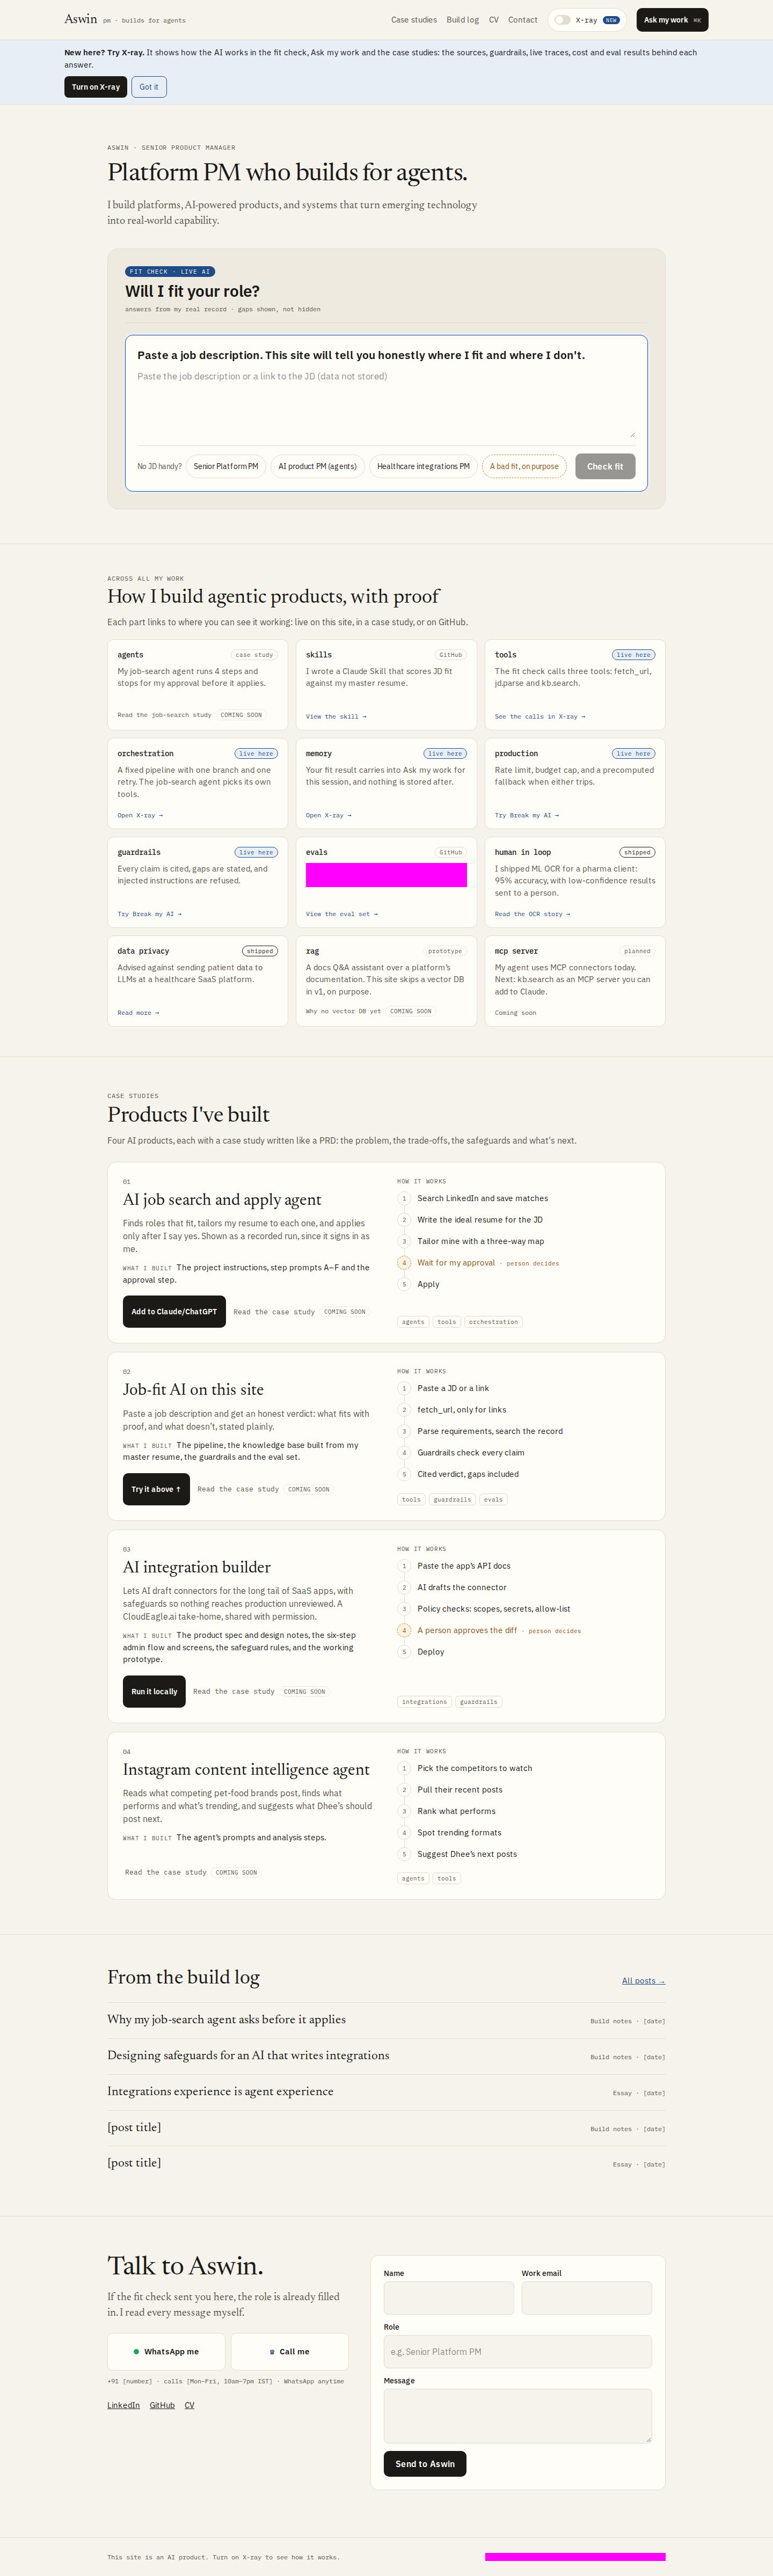 Aswin pm · builds for agents
Case studies Build log CV Contact X-ray NEW Ask my work ⌘K
New here? Try X-ray. It shows how the AI works in the fit check, Ask my work and the case studies: the sources, guardrails, live traces, cost and eval results behind each
answer.
Turn on X-ray Got it
ASWIN · SENIOR PRODUCT MANAGER
Platform PM who builds for agents.
I build platforms, AI-powered products, and systems that turn emerging technology
into real-world capability.
FIT CHECK · LIVE AI
Will I fit your role?
answers from my real record · gaps shown, not hidden
Paste a job description. This site will tell you honestly where I fit and where I don't.
Paste the job description or a link to the JD (data not stored)
No JD handy? Senior Platform PM AI product PM (agents) Healthcare integrations PM A bad fit, on purpose Check fit
ACROSS ALL MY WORK
How I build agentic products, with proof
Each part links to where you can see it working: live on this site, in a case study, or on GitHub.
agents case study
My job-search agent runs 4 steps and
stops for my approval before it applies.
Read the job-search study COMING SOON
skills GitHub
I wrote a Claude Skill that scores JD fit
against my master resume.
View the skill →
tools live here
The fit check calls three tools: fetch_url,
jd.parse and kb.search.
See the calls in X-ray →
orchestration live here
A fixed pipeline with one branch and one
retry. The job-search agent picks its own
tools.
Open X-ray →
memory live here
Your fit result carries into Ask my work for
this session, and nothing is stored after.
Open X-ray →
production live here
Rate limit, budget cap, and a precomputed
fallback when either trips.
Try Break my AI →
guardrails live here
Every claim is cited, gaps are stated, and
injected instructions are refused.
Try Break my AI →
evals GitHub
View the eval set →
human in loop shipped
I shipped ML OCR for a pharma client:
95% accuracy, with low-confidence results
sent to a person.
Read the OCR story →
data privacy shipped
Advised against sending patient data to
LLMs at a healthcare SaaS platform.
Read more →
rag prototype
A docs Q&A assistant over a platform's
documentation. This site skips a vector DB
in v1, on purpose.
Why no vector DB yet COMING SOON
mcp server planned
My agent uses MCP connectors today.
Next: kb.search as an MCP server you can
add to Claude.
Coming soon
CASE STUDIES
Products I've built
Four AI products, each with a case study written like a PRD: the problem, the trade-offs, the safeguards and what's next.
01
AI job search and apply agent
Finds roles that fit, tailors my resume to each one, and applies
only after I say yes. Shown as a recorded run, since it signs in as
me.
WHAT I BUILT The project instructions, step prompts A–F and the
approval step.
Add to Claude/ChatGPT Read the case study COMING SOON
HOW IT WORKS
1 Search LinkedIn and save matches
2 Write the ideal resume for the JD
3 Tailor mine with a three-way map
4 Wait for my approval · person decides
5 Apply
agents tools orchestration
02
Job-fit AI on this site
Paste a job description and get an honest verdict: what fits with
proof, and what doesn't, stated plainly.
WHAT I BUILT The pipeline, the knowledge base built from my
master resume, the guardrails and the eval set.
Try it above ↑ Read the case study COMING SOON
HOW IT WORKS
1 Paste a JD or a link
2 fetch_url, only for links
3 Parse requirements, search the record
4 Guardrails check every claim
5 Cited verdict, gaps included
tools guardrails evals
03
AI integration builder
Lets AI draft connectors for the long tail of SaaS apps, with
safeguards so nothing reaches production unreviewed. A
CloudEagle.ai take-home, shared with permission.
WHAT I BUILT The product spec and design notes, the six-step
admin flow and screens, the safeguard rules, and the working
prototype.
Run it locally Read the case study COMING SOON
HOW IT WORKS
1 Paste the app's API docs
2 AI drafts the connector
3 Policy checks: scopes, secrets, allow-list
4 A person approves the diff · person decides
5 Deploy
integrations guardrails
04
Instagram content intelligence agent
Reads what competing pet-food brands post, finds what
performs and what's trending, and suggests what Dhee's should
post next.
WHAT I BUILT The agent's prompts and analysis steps.
Read the case study COMING SOON
HOW IT WORKS
1 Pick the competitors to watch
2 Pull their recent posts
3 Rank what performs
4 Spot trending formats
5 Suggest Dhee's next posts
agents tools
From the build log All posts →
Why my job-search agent asks before it applies Build notes · [date]
Designing safeguards for an AI that writes integrations Build notes · [date]
Integrations experience is agent experience Essay · [date]
[post title] Build notes · [date]
[post title] Essay · [date]
Talk to Aswin.
If the fit check sent you here, the role is already filled
in. I read every message myself.
WhatsApp me Call me
+91 [number] · calls [Mon–Fri, 10am–7pm IST] · WhatsApp anytime
LinkedIn GitHub CV
Name Work email
Role
e.g. Senior Platform PM
Message
Send to Aswin
This site is an AI product. Turn on X-ray to see how it works.